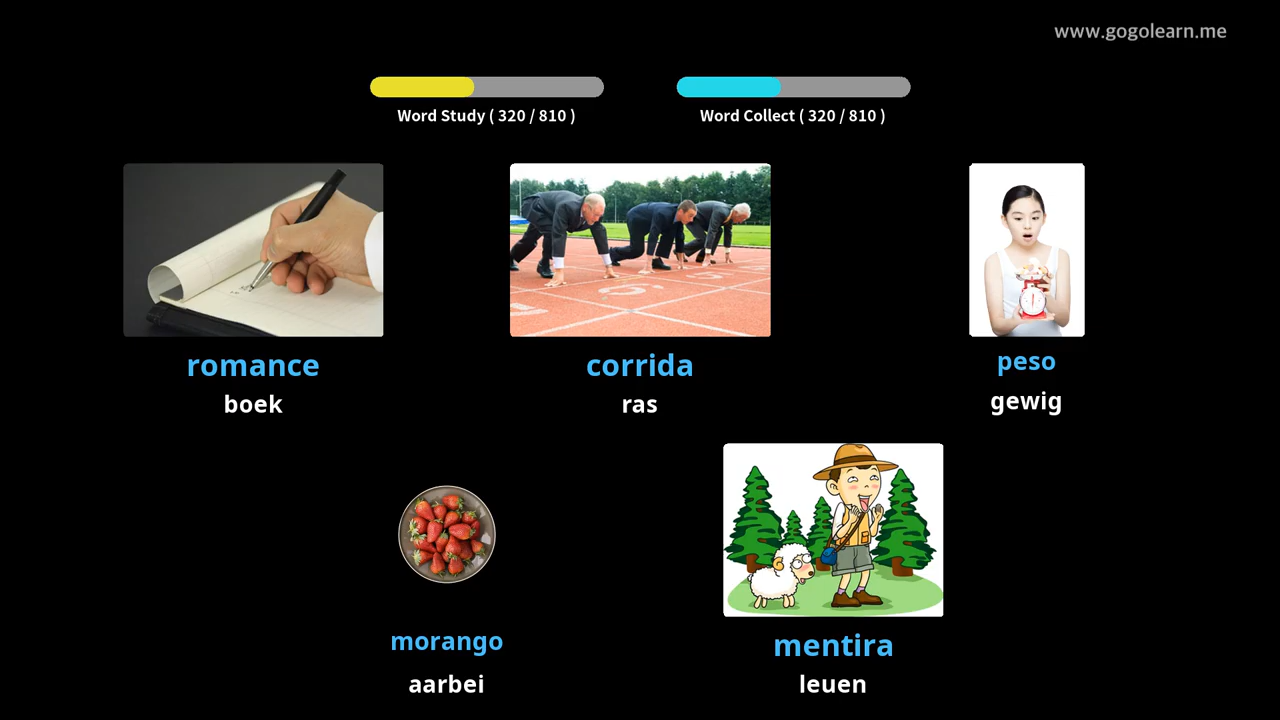 www.gogolearn.me
Word Study ( 320 / 810 )
Word Collect ( 320 / 810 )
romance
boek
corrida
ras
peso
gewig
morango
aarbei
mentira
leuen